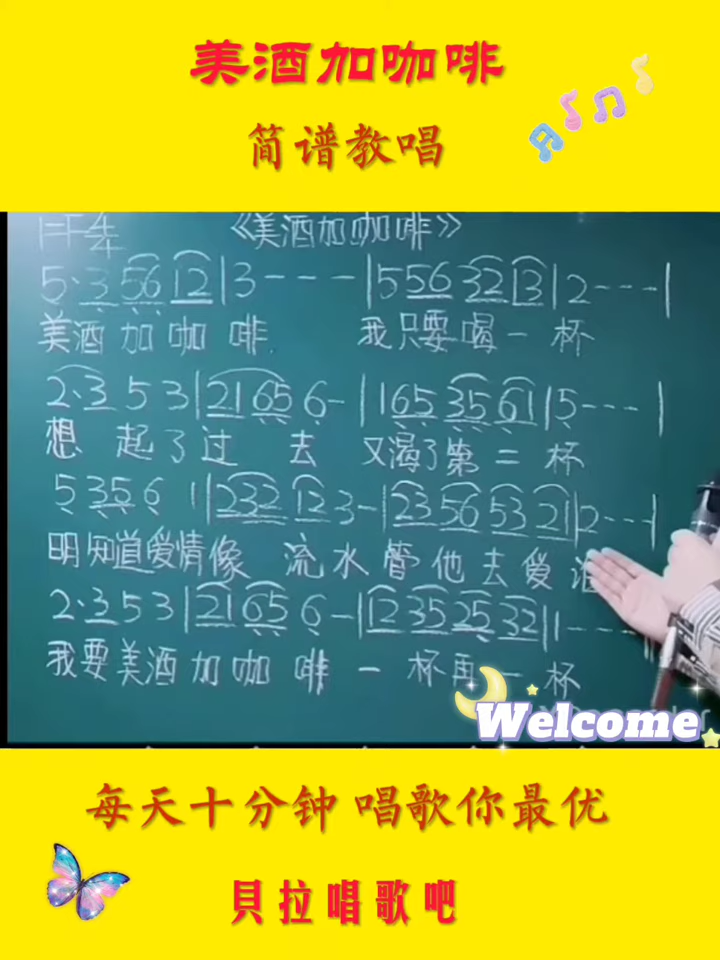 美酒加咖啡
简谱教唱
1=F 4/4 《美酒加咖啡》
5·3 56 12 | 3 - - - - | 5 56 32 13 | 2 - - - |
美酒加咖啡 我只要喝一杯
2·3 5 3 | 21 65 6 - | 1 65 35 61 | 5 - - - |
想起了过去 又渴了第二杯
5 35 6 1 | 232 12 3 - | 23 56 53 21 | 2 - - - |
明知道爱情像流水管他去爱谁
2·3 5 3 | 21 65 6 - | 12 35 25 32 | 1 - - - -
我要美酒加咖啡一杯再一杯
Welcome
每天十分钟 唱歌你最优
貝拉唱歌吧